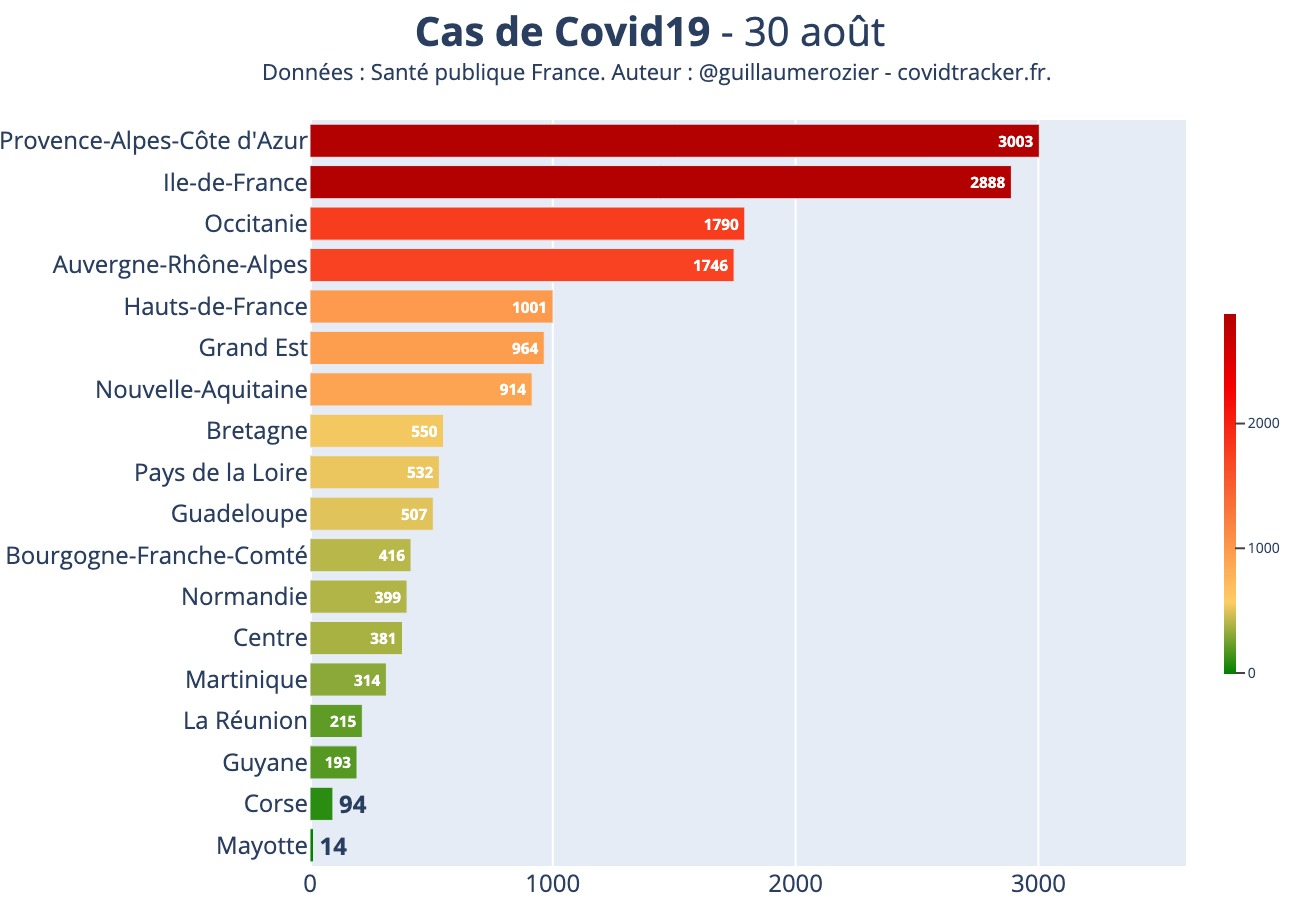 Cas de Covid19 - 30 août
Données : Santé publique France. Auteur : @guillaumerozier - covidtracker.fr.
Provence-Alpes-Côte d'Azur 3003
Ile-de-France 2888
Occitanie 1790
Auvergne-Rhône-Alpes 1746
Hauts-de-France 1001
Grand Est 964
Nouvelle-Aquitaine 914
Bretagne 550
Pays de la Loire 532
Guadeloupe 507
Bourgogne-Franche-Comté 416
Normandie 399
Centre 381
Martinique 314
La Réunion 215
Guyane 193
Corse 94
Mayotte 14
0 1000 2000 3000
2000
1000
0